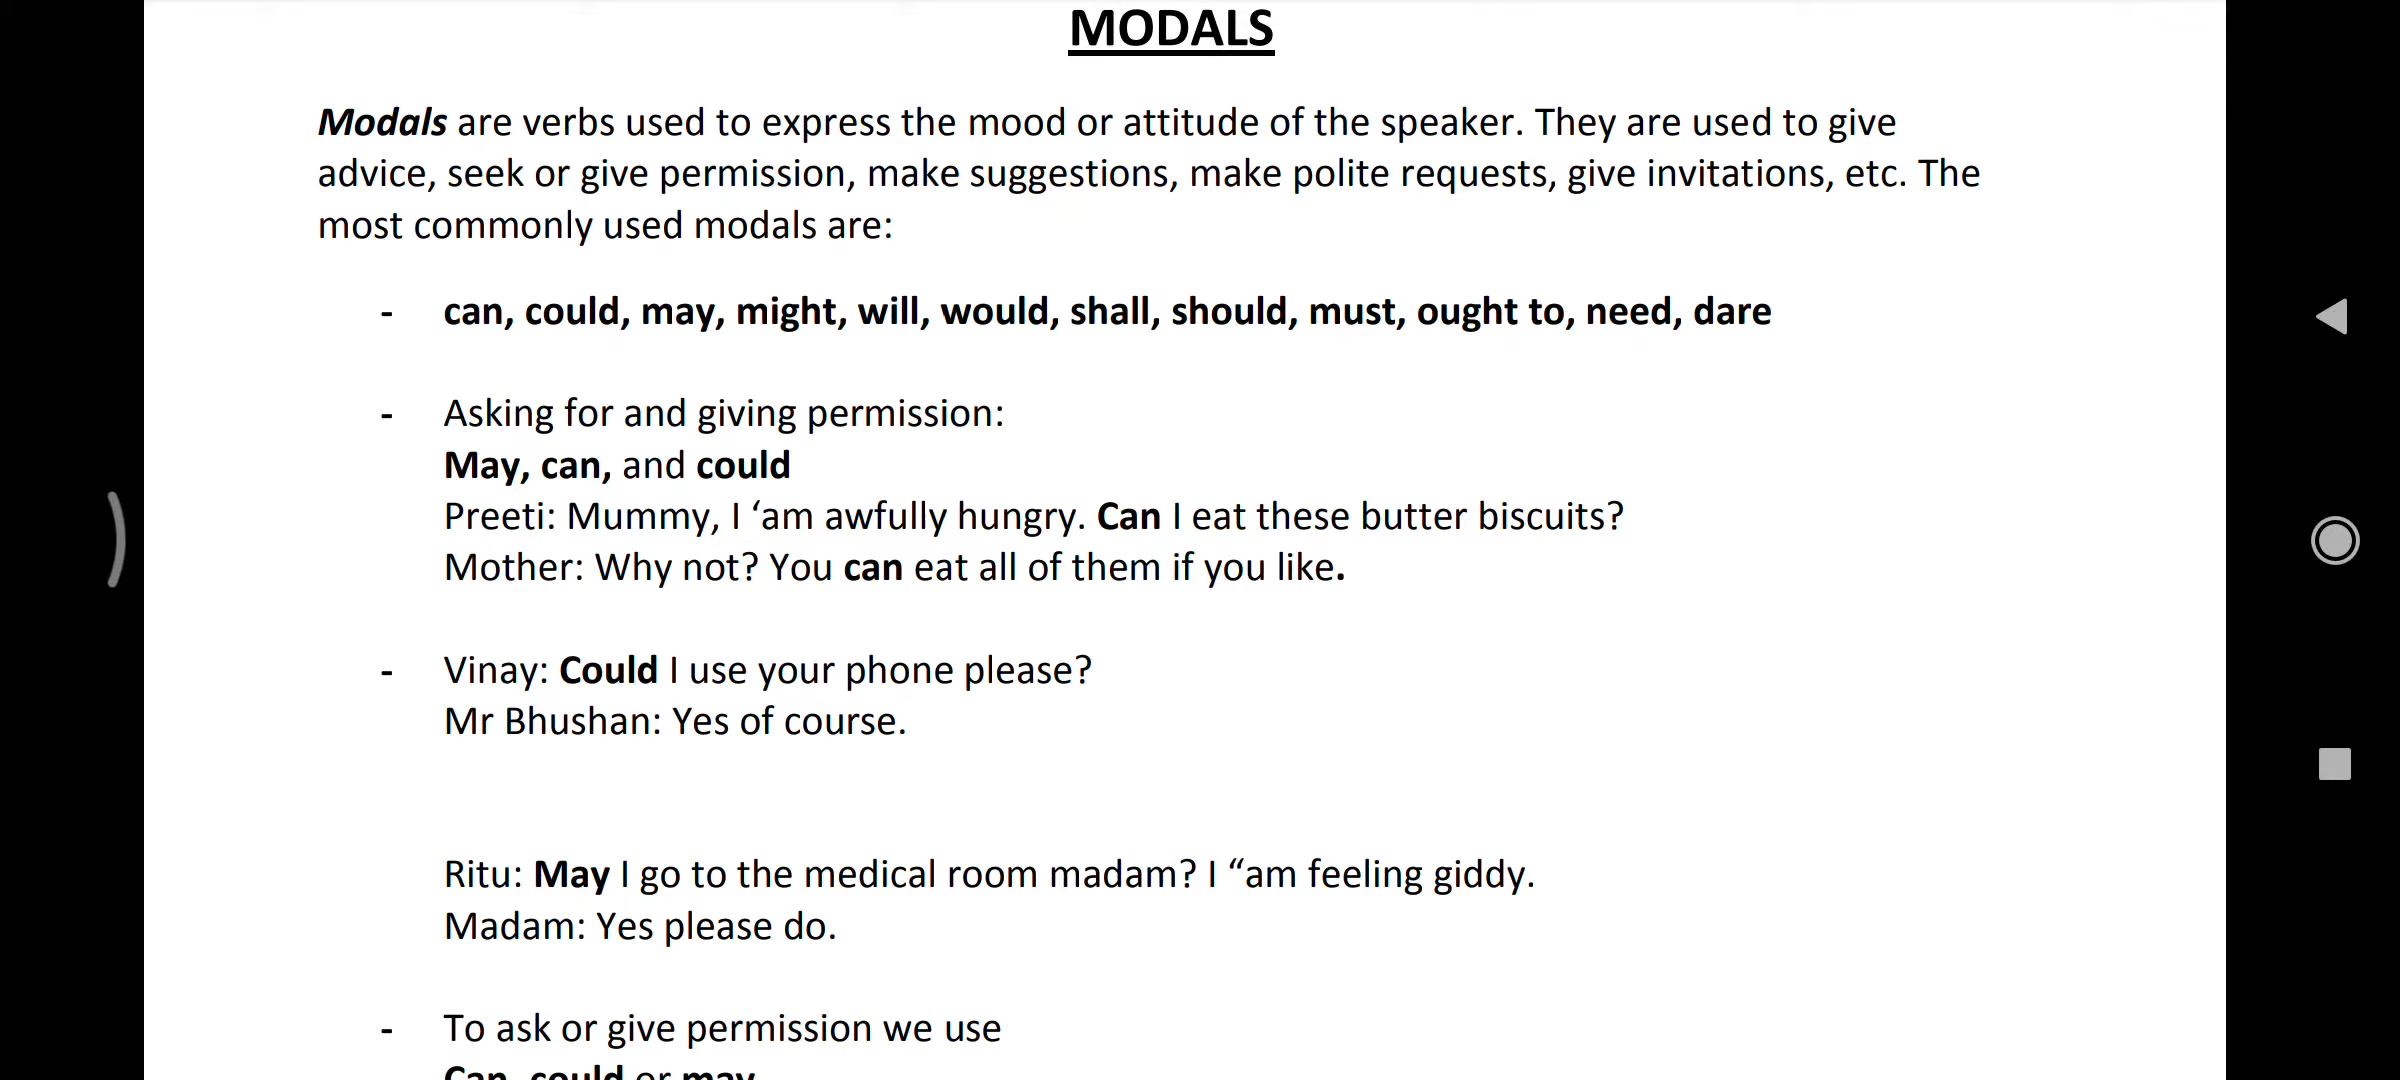 MODALS
Modals are verbs used to express the mood or attitude of the speaker. They are used to give
advice, seek or give permission, make suggestions, make polite requests, give invitations, etc. The
most commonly used modals are:
- can, could, may, might, will, would, shall, should, must, ought to, need, dare
- Asking for and giving permission:
May, can, and could
Preeti: Mummy, I ‘am awfully hungry. Can I eat these butter biscuits?
Mother: Why not? You can eat all of them if you like.
- Vinay: Could I use your phone please?
Mr Bhushan: Yes of course.
Ritu: May I go to the medical room madam? I “am feeling giddy.
Madam: Yes please do.
- To ask or give permission we use
Can, could or may